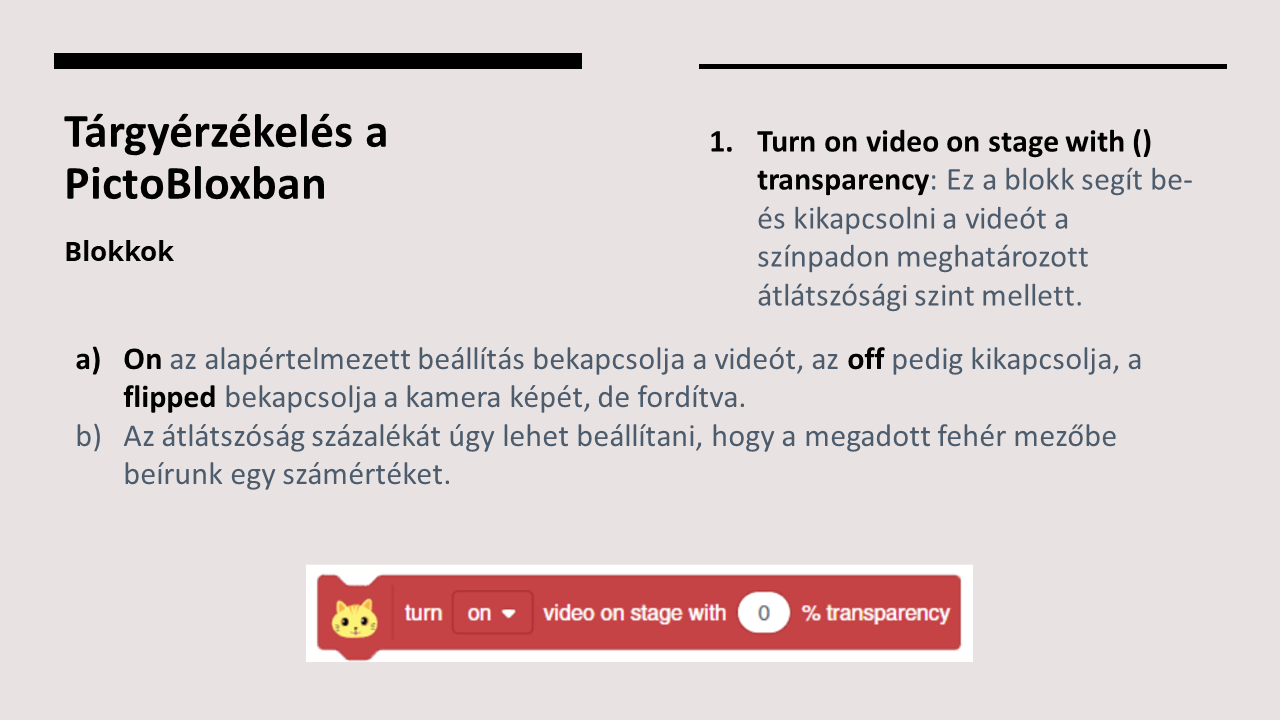 Tárgyérzékelés a
PictoBloxban
Blokkok
1. Turn on video on stage with ()
transparency: Ez a blokk segít be-
és kikapcsolni a videót a
színpadon meghatározott
átlátszósági szint mellett.
a) On az alapértelmezett beállítás bekapcsolja a videót, az off pedig kikapcsolja, a
flipped bekapcsolja a kamera képét, de fordítva.
b) Az átlátszóság százalékát úgy lehet beállítani, hogy a megadott fehér mezőbe
beírunk egy számértéket.
turn on video on stage with 0 % transparency